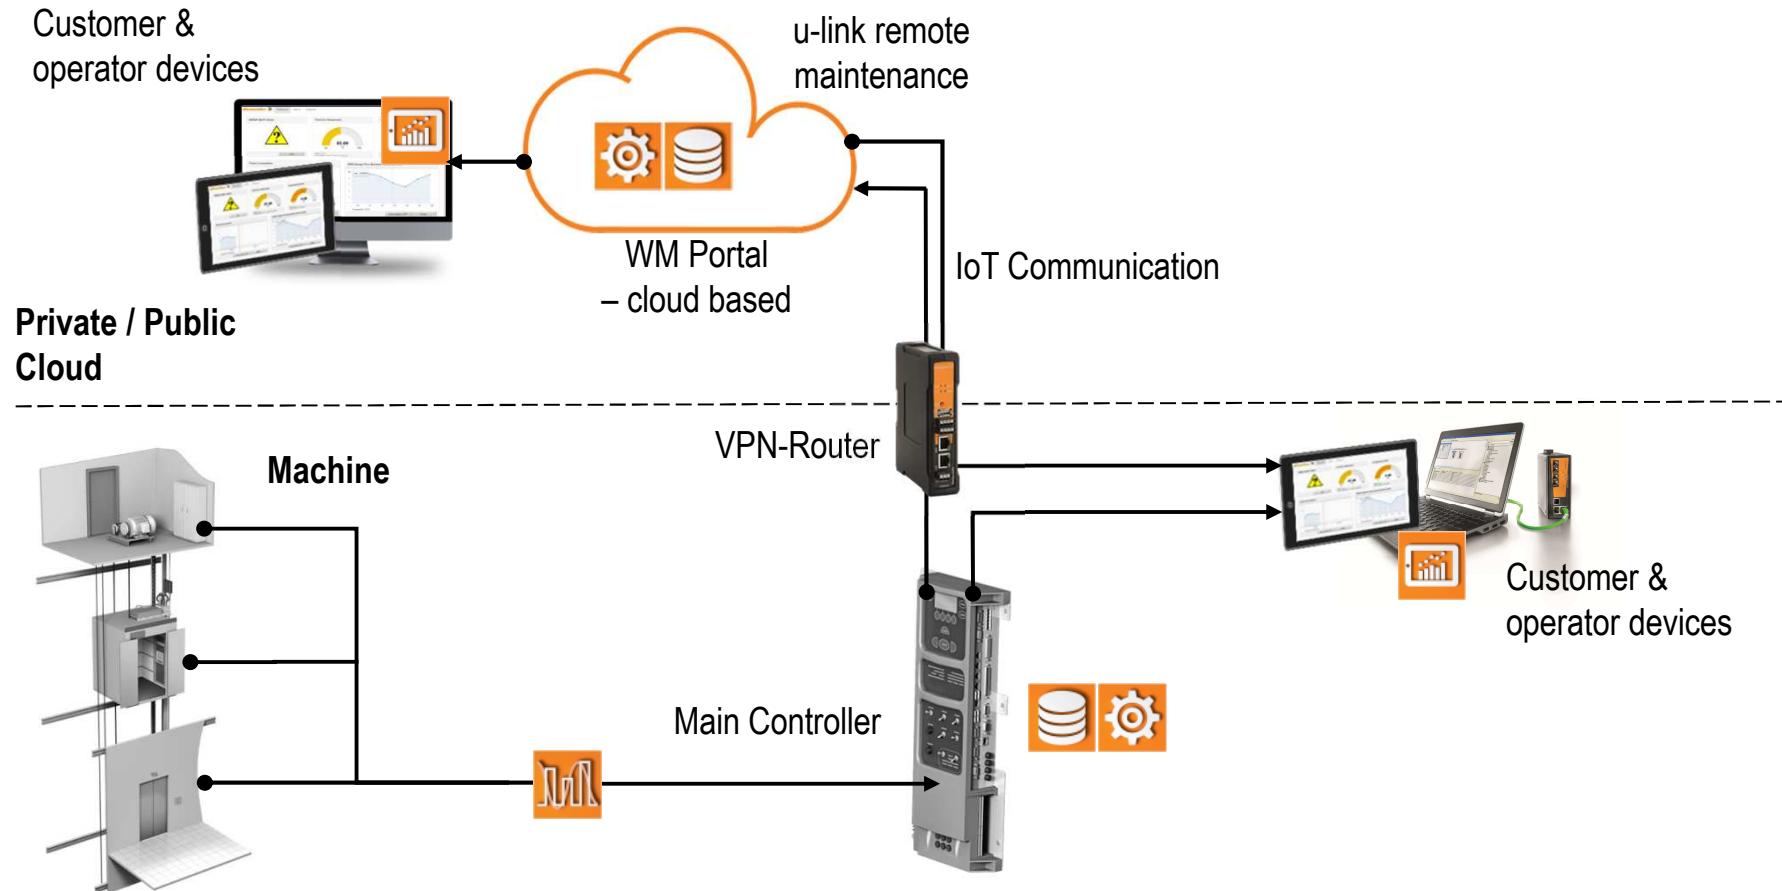 Customer &
operator devices
u-link remote
maintenance
WM Portal
– cloud based
IoT Communication
Private / Public
Cloud
VPN-Router
Machine
Customer &
operator devices
Main Controller